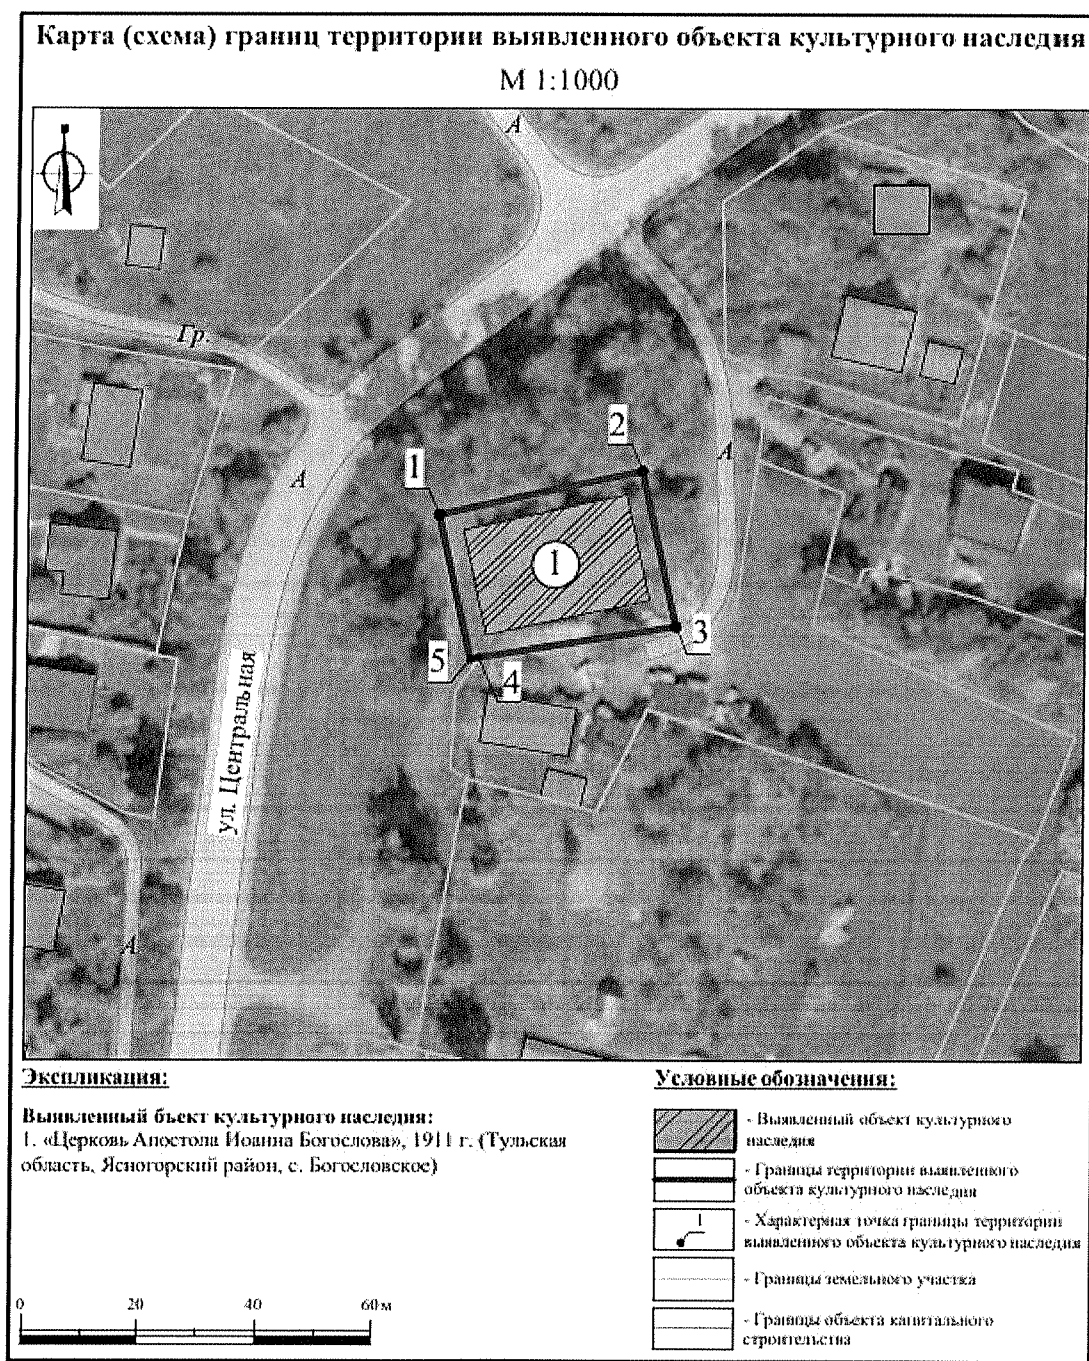 Карта (схема) границ территории выявленного объекта культурного наследия
М 1:1000
А
Гр.
А
А
1
2
1
3
4
5
ул. Центральная
А
Экспликация:
Выявленный бъект культурного наследия:
1. «Церковь Апостола Иоанна Богослова», 1911 г. (Тульская
область, Ясногорский район, с. Богословское)
0 20 40 60 м
Условные обозначения:
- Выявленный объект культурного
наследия
- Границы территории выявленного
объекта культурного наследия
1
- Характерная точка границы территории
выявленного объекта культурного наследия
- Границы земельного участка
- Границы объекта капитального
строительства